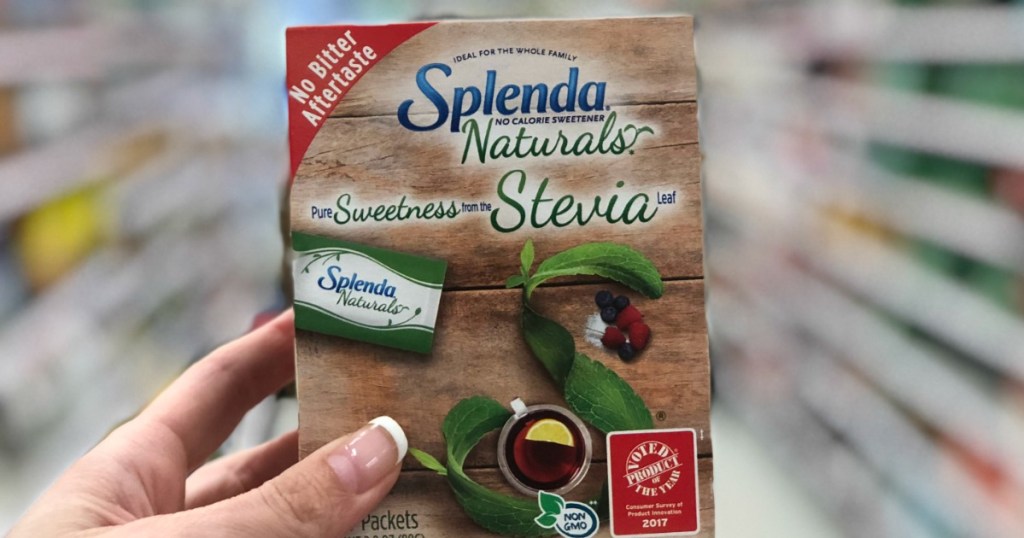 No Bitter
Aftertaste
IDEAL FOR THE WHOLE FAMILY
Splenda®
NO CALORIE SWEETENER
Naturals
Pure Sweetness from the Stevia Leaf
Splenda
Naturals
VOTED
PRODUCT
OF THE YEAR
Consumer Survey of
Product Innovation
2017
NON
GMO
**
Packets